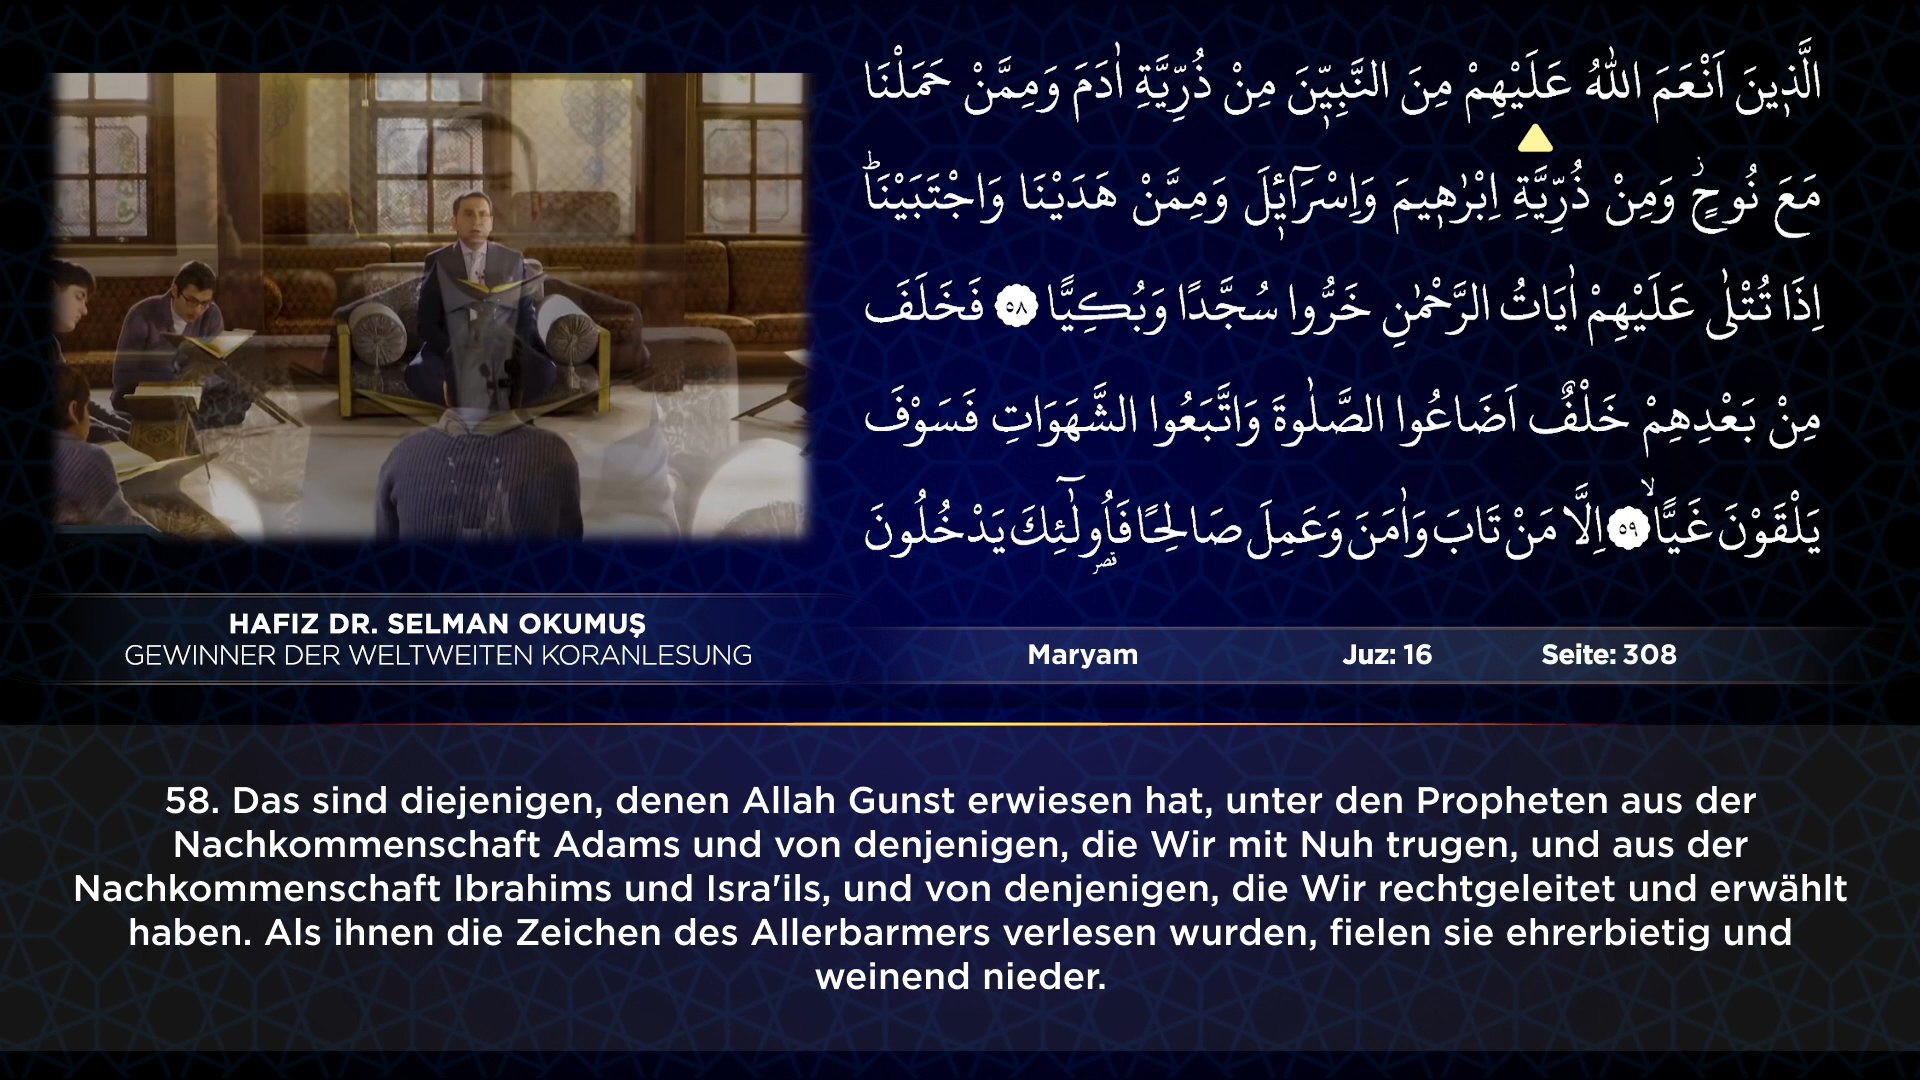 الَّذ۪ينَ اَنْعَمَ اللّٰهُ عَلَيْهِمْ مِنَ النَّبِيّ۪نَ مِنْ ذُرِّيَّةِ اٰدَمَ وَمِمَّنْ حَمَلْنَا
مَعَ نُوحٍۘ وَمِنْ ذُرِّيَّةِ اِبْرٰه۪يمَ وَاِسْرَٓائ۪لَ وَمِمَّنْ هَدَيْنَا وَاجْتَبَيْنَاۜ
اِذَا تُتْلٰى عَلَيْهِمْ اٰيَاتُ الرَّحْمٰنِ خَرُّوا سُجَّدًا وَبُكِيًّا ٥٨ فَخَلَفَ
مِنْ بَعْدِهِمْ خَلْفٌ اَضَاعُوا الصَّلٰوةَ وَاتَّبَعُوا الشَّهَوَاتِ فَسَوْفَ
يَلْقَوْنَ غَيًّاۙ ٥٩ اِلَّا مَنْ تَابَ وَاٰمَنَ وَعَمِلَ صَالِحًا فَاُو۬لٰٓئِكَ يَدْخُلُونَ
قصر
HAFIZ DR. SELMAN OKUMUŞ
GEWINNER DER WELTWEITEN KORANLESUNG
Maryam Juz: 16 Seite: 308
58. Das sind diejenigen, denen Allah Gunst erwiesen hat, unter den Propheten aus der
Nachkommenschaft Adams und von denjenigen, die Wir mit Nuh trugen, und aus der
Nachkommenschaft Ibrahims und Isra'ils, und von denjenigen, die Wir rechtgeleitet und erwählt
haben. Als ihnen die Zeichen des Allerbarmers verlesen wurden, fielen sie ehrerbietig und
weinend nieder.